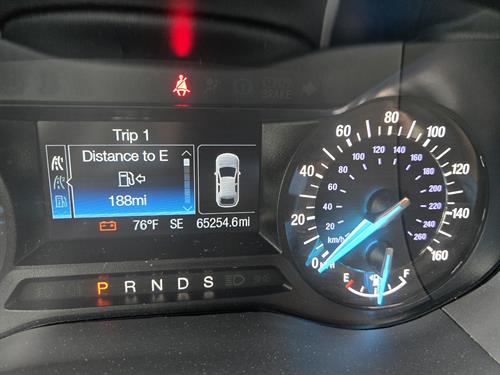 Trip 1
Distance to E
188mi
76°F SE 65254.6mi
P R N D S
0 20 40 60 80 100 120 140 160
20 40 60 80 100 120 140 160 180 200 220 240 260
km/h
E F